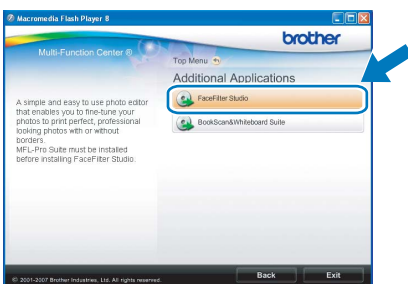 Macromedia Flash Player 8
brother
Multi-Function Center ®
Top Menu
Additional Applications
FaceFilter Studio
BookScan&Whiteboard Suite
A simple and easy to use photo editor
that enables you to fine-tune your
photos to print perfect, professional
looking photos with or without
borders.
MFL-Pro Suite must be installed
before installing FaceFilter Studio.
© 2001-2007 Brother Industries, Ltd. All rights reserved.
Back
Exit